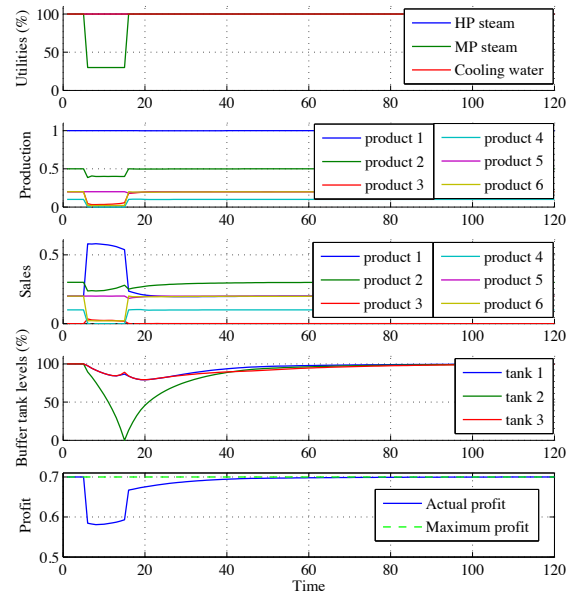 Utilities (%)
100
50
0
HP steam
MP steam
Cooling water
0 20 40 60 80 100 120
Production
1
0.5
0
product 1 product 4
product 2 product 5
product 3 product 6
0 20 40 60 80 100 120
Sales
0.5
0
product 1 product 4
product 2 product 5
product 3 product 6
0 20 40 60 80 100 120
Buffer tank levels (%)
100
50
0
tank 1
tank 2
tank 3
0 20 40 60 80 100 120
Profit
0.7
0.6
0.5
Actual profit
Maximum profit
0 20 40 60 80 100 120
Time